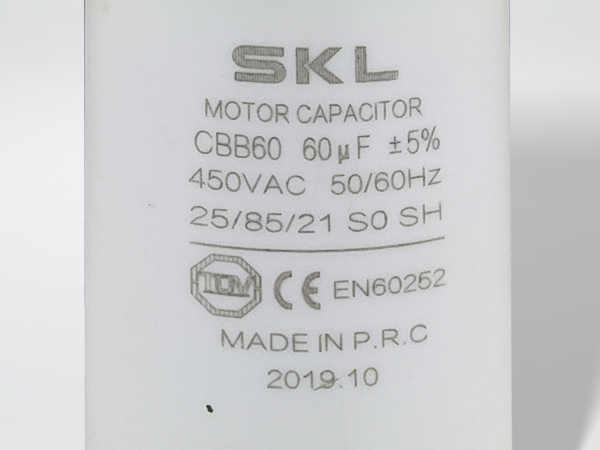 SKL
MOTOR CAPACITOR
CBB60 60μF ±5%
450VAC 50/60Hz
25/85/21 S0 SH
CE EN60252
MADE IN P.R.C
2019.10